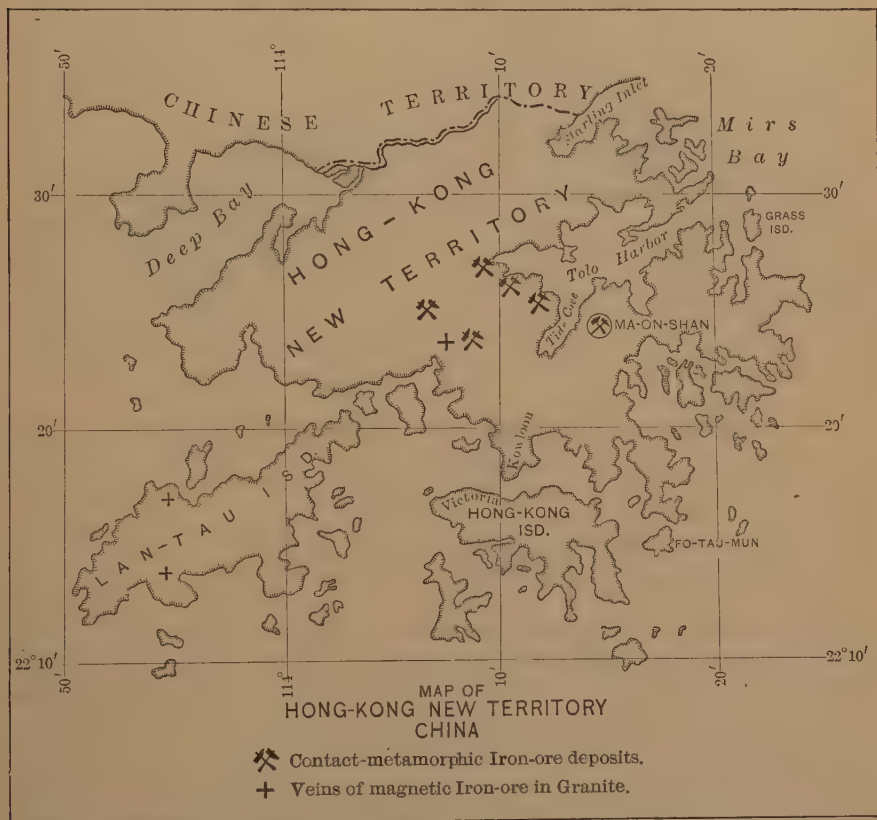 50'
114°
10'
20'
CHINESE TERRITORY
Starling Inlet
Mirs
Bay
30'
30'
Deep Bay
HONG-KONG
NEW TERRITORY
GRASS
ISD.
Tolo Harbor
Tide Cove
MA-ON-SHAN
20'
20'
Kowloon
LAN-TAU ISD.
Victoria
HONG-KONG
ISD.
FO-TAU-MUN
22°10'
22°10'
50
114°
10'
20'
MAP OF
HONG-KONG NEW TERRITORY
CHINA
Contact-metamorphic Iron-ore deposits.
Veins of magnetic Iron-ore in Granite.